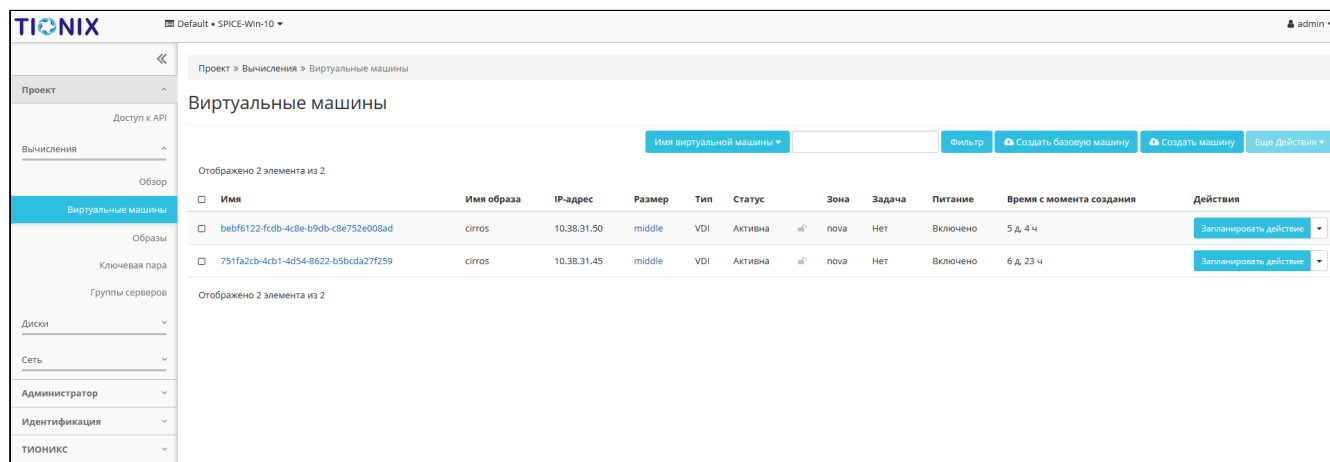 TIONIX
Default • SPICE-Win-10
admin
Проект » Вычисления » Виртуальные машины
Проект
Доступ к API
Вычисления
Обзор
Виртуальные машины
Образы
Ключевая пара
Группы серверов
Диски
Сеть
Администратор
Идентификация
ТИОНИКС
Виртуальные машины
Имя виртуальной машины Фильтр Создать базовую машину Создать машину Еще Действия
Отображено 2 элемента из 2
Имя Имя образа IP-адрес Размер Тип Статус Зона Задача Питание Время с момента создания Действия
bebf6122-fcdb-4c8e-b9db-c8e752e008ad cirros 10.38.31.50 middle VDI Активна nova Нет Включено 5 д, 4 ч Запланировать действие
751fa2cb-4cb1-4d54-8622-b5bcda27f259 cirros 10.38.31.45 middle VDI Активна nova Нет Включено 6 д, 23 ч Запланировать действие
Отображено 2 элемента из 2